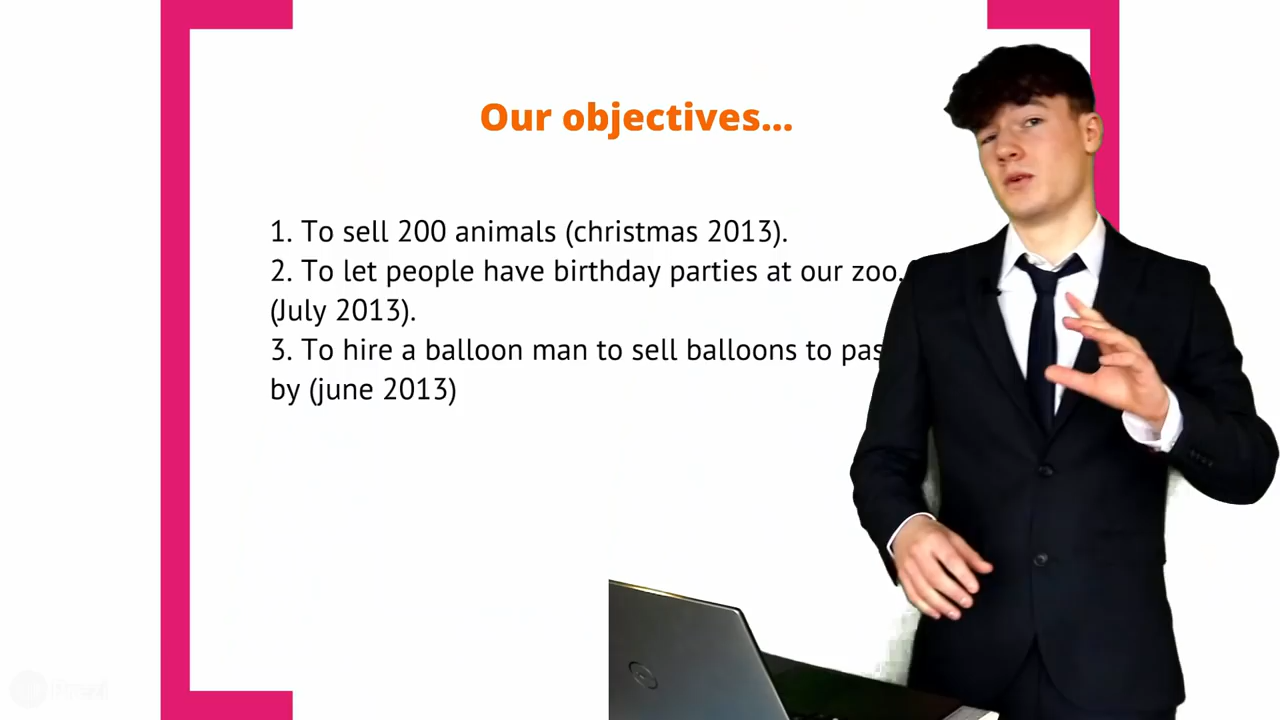 Our objectives...
1. To sell 200 animals (christmas 2013).
2. To let people have birthday parties at our zoo.
(July 2013).
3. To hire a balloon man to sell balloons to
by (june 2013)